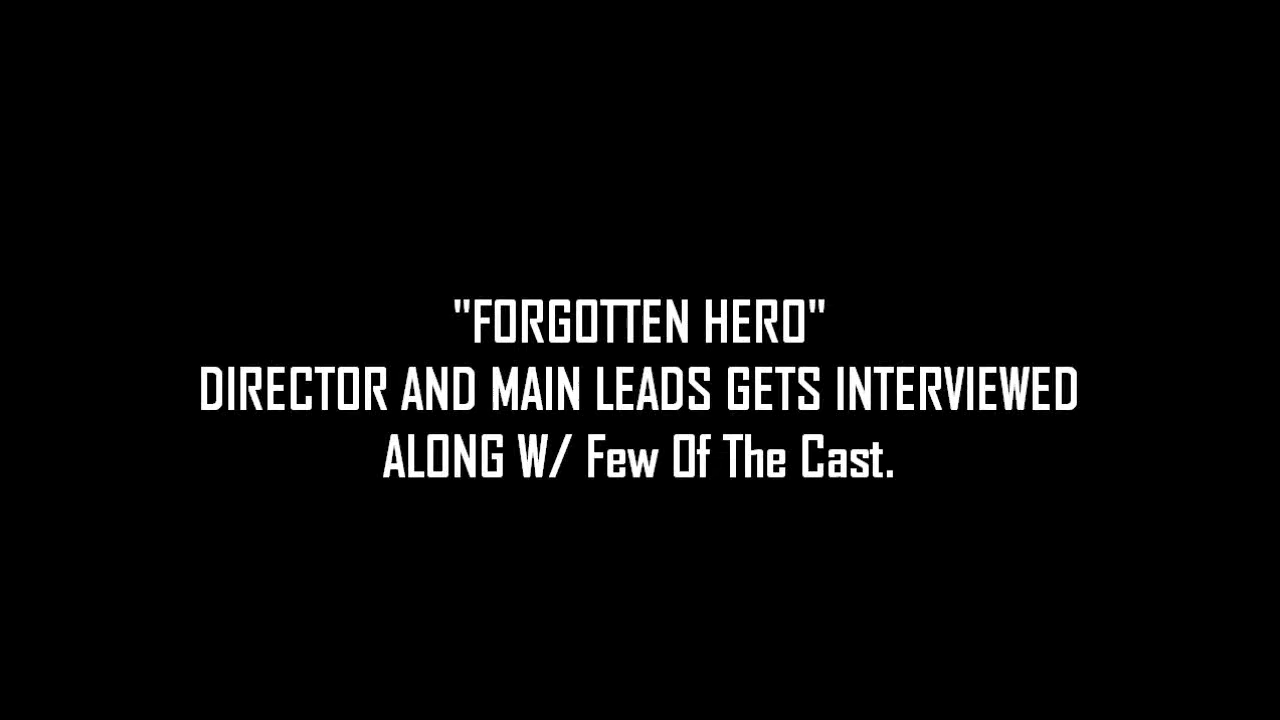 "FORGOTTEN HERO"
DIRECTOR AND MAIN LEADS GETS INTERVIEWED
ALONG W/ Few Of The Cast.